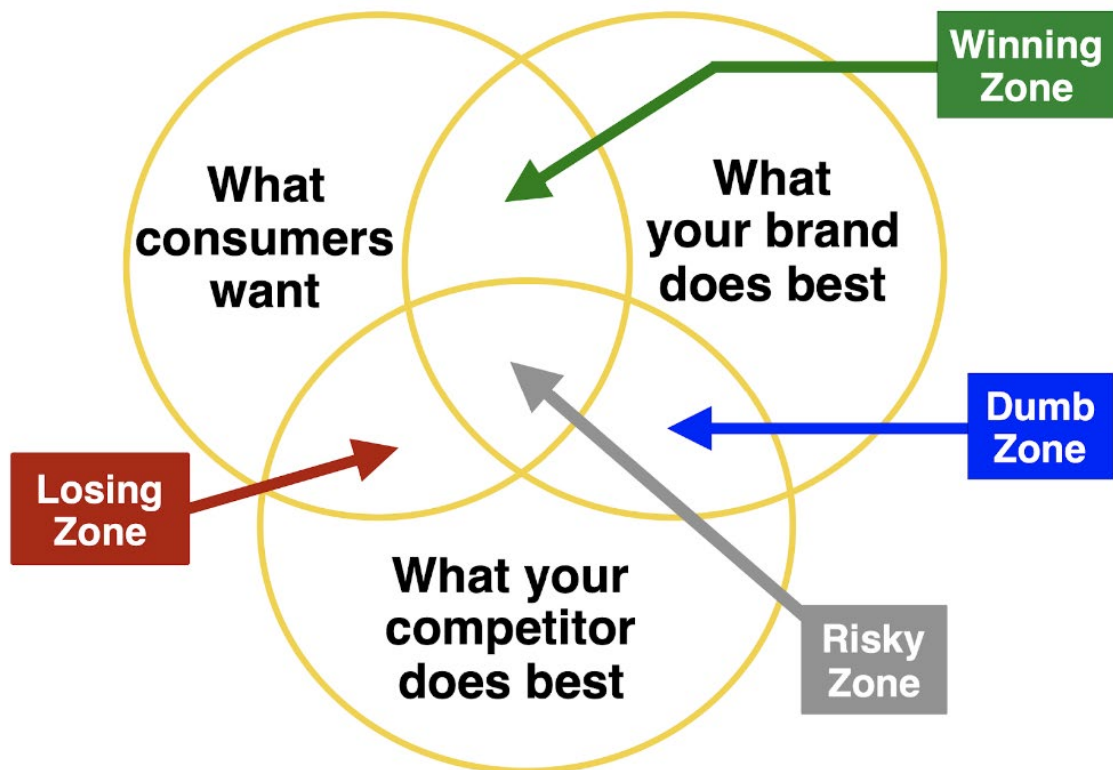 Winning
Zone
What
consumers
want
What
your brand
does best
Dumb
Zone
Losing
Zone
What your
competitor
does best
Risky
Zone